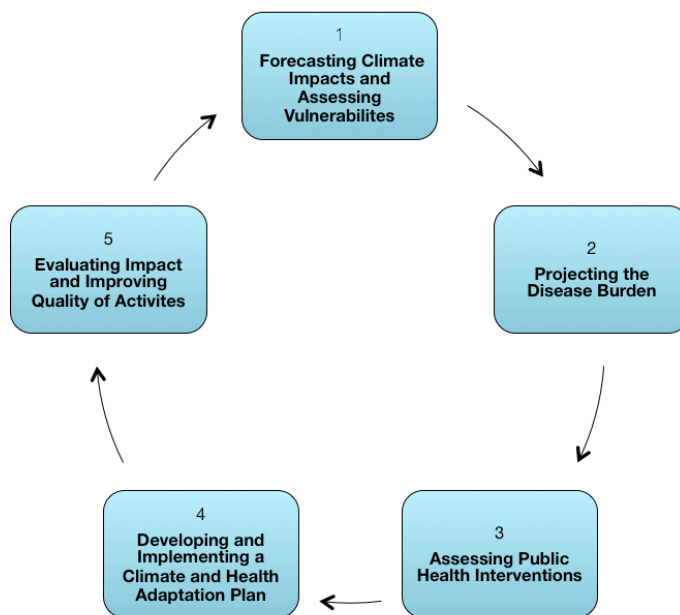 1
Forecasting Climate
Impacts and
Assessing
Vulnerabilites
2
Projecting the
Disease Burden
3
Assessing Public
Health Interventions
4
Developing and
Implementing a
Climate and Health
Adaptation Plan
5
Evaluating Impact
and Improving
Quality of Activites